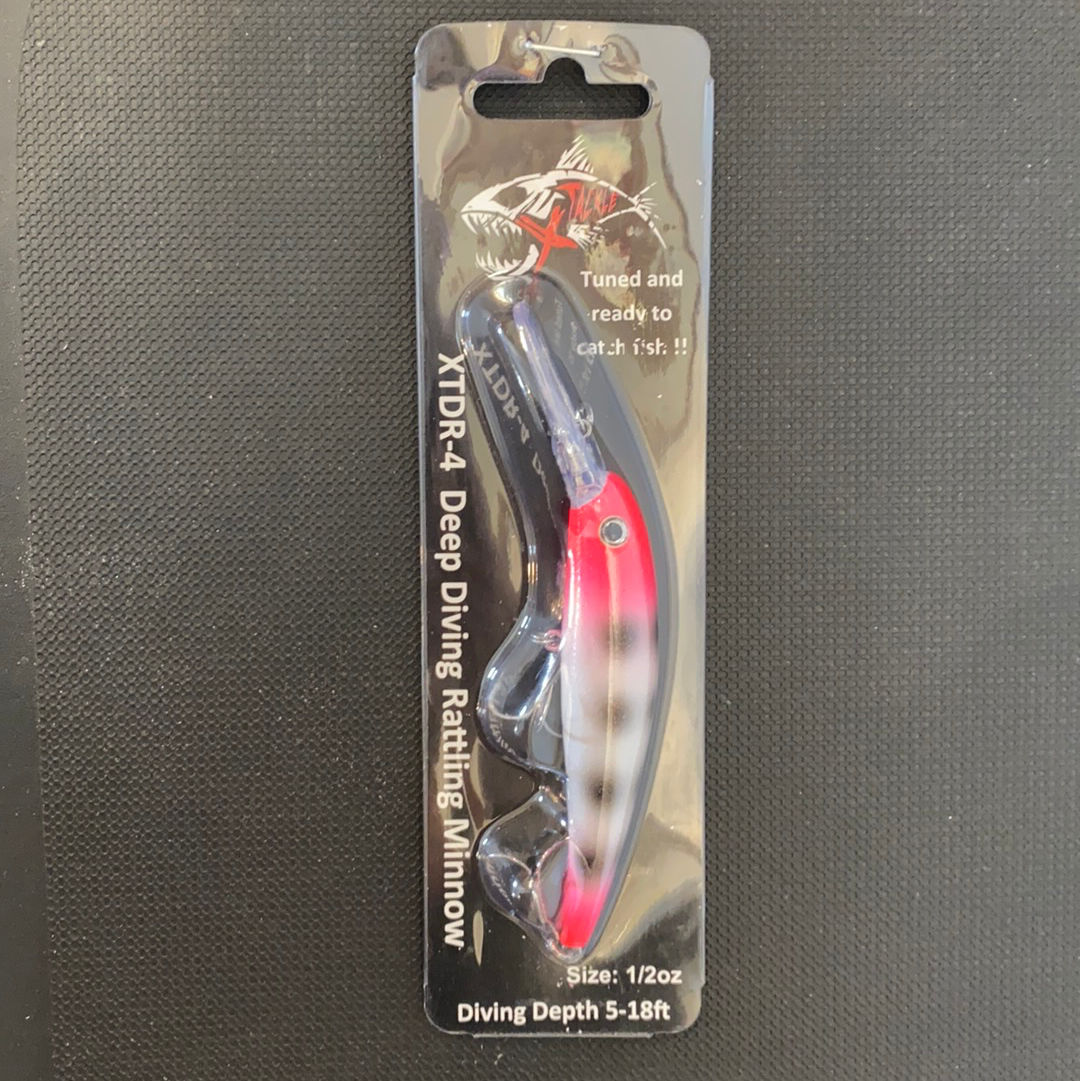 X TACKLE
Tuned and
ready to
catch fish !!
XTDR-4 Deep Diving Rattling Minnow
Size: 1/2oz
Diving Depth 5-18ft